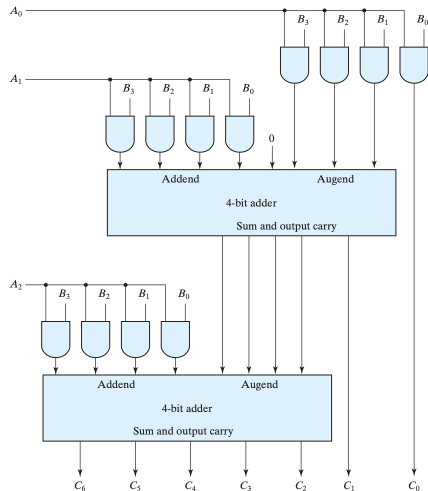 A₀
B₃ B₂ B₁ B₀
A₁
B₃ B₂ B₁ B₀
0
Addend Augend
4-bit adder
Sum and output carry
A₂
B₃ B₂ B₁ B₀
Addend Augend
4-bit adder
Sum and output carry
C₆ C₅ C₄ C₃ C₂ C₁ C₀